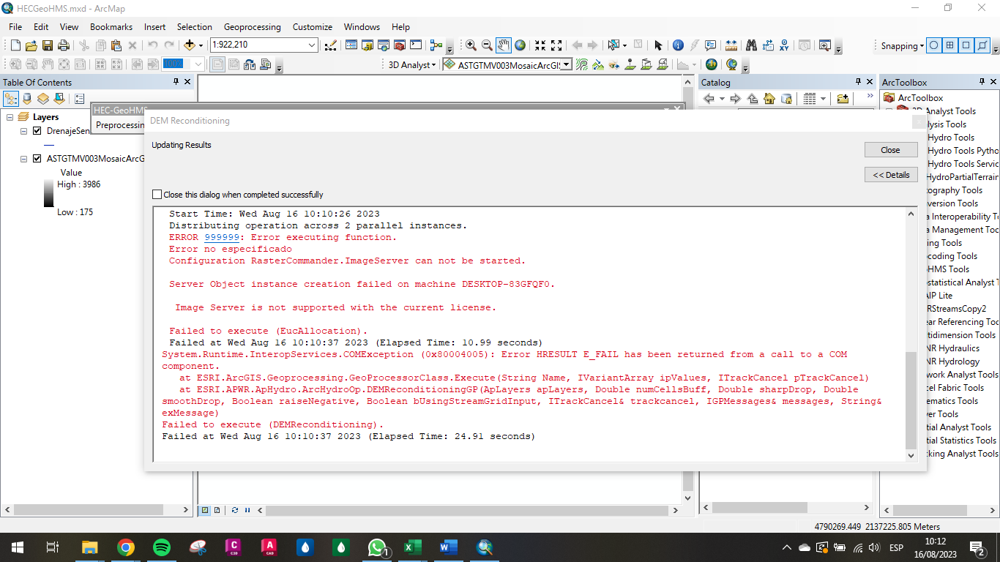 HECGeoHMS.mxd - ArcMap
File Edit View Bookmarks Insert Selection Geoprocessing Customize Windows Help
1:922,210
Snapping
100%
3D Analyst
ASTGTMV003MosaicArcGIS
Table Of Contents
Layers
DrenajeSen
ASTGTMV003MosaicArcG
Value
High : 3986
Low : 175
HEC-GeoHMS
Preprocessin
DEM Reconditioning
Updating Results
Close
<< Details
Close this dialog when completed successfully
Start Time: Wed Aug 16 10:10:26 2023
Distributing operation across 2 parallel instances.
ERROR 999999: Error executing function.
Error no especificado
Configuration RasterCommander.ImageServer can not be started.
Server Object instance creation failed on machine DESKTOP-83GFQF0.
Image Server is not supported with the current license.
Failed to execute (EucAllocation).
Failed at Wed Aug 16 10:10:37 2023 (Elapsed Time: 10.99 seconds)
System.Runtime.InteropServices.COMException (0x80004005): Error HRESULT E_FAIL has been returned from a call to a COM
component.
at ESRI.ArcGIS.Geoprocessing.GeoProcessorClass.Execute(String Name, IVariantArray ipValues, ITrackCancel pTrackCancel)
at ESRI.APWR.ApHydro.ArcHydroOp.DEMReconditioningGP(ApLayers apLayers, Double numCellsBuff, Double sharpDrop, Double
smoothDrop, Boolean raiseNegative, Boolean bUsingStreamGridInput, ITrackCancel& trackcancel, IGPMessages& messages, String&
exMessage)
Failed to execute (DEMReconditioning).
Failed at Wed Aug 16 10:10:37 2023 (Elapsed Time: 24.91 seconds)
Catalog
ArcToolbox
ArcToolbox
3D Analyst Tools
lysis Tools
Hydro Tools
Hydro Tools Pytho
Hydro Tools Servic
HydroPartialTerrain
tography Tools
version Tools
a Interoperability T
a Management Too
ing Tools
ocoding Tools
oHMS Tools
ostatistical Analyst T
AIP Lite
RStreamsCopy2
ear Referencing Too
tidimension Tools
NR Hydraulics
NR Hydrology
work Analyst Tools
cel Fabric Tools
ematics Tools
ver Tools
tial Analyst Tools
tial Statistics Tools
cking Analyst Tools
4790269.449 2137225.805 Meters
C
C3D
A
CAD
1
ESP
10:12
16/08/2023
2